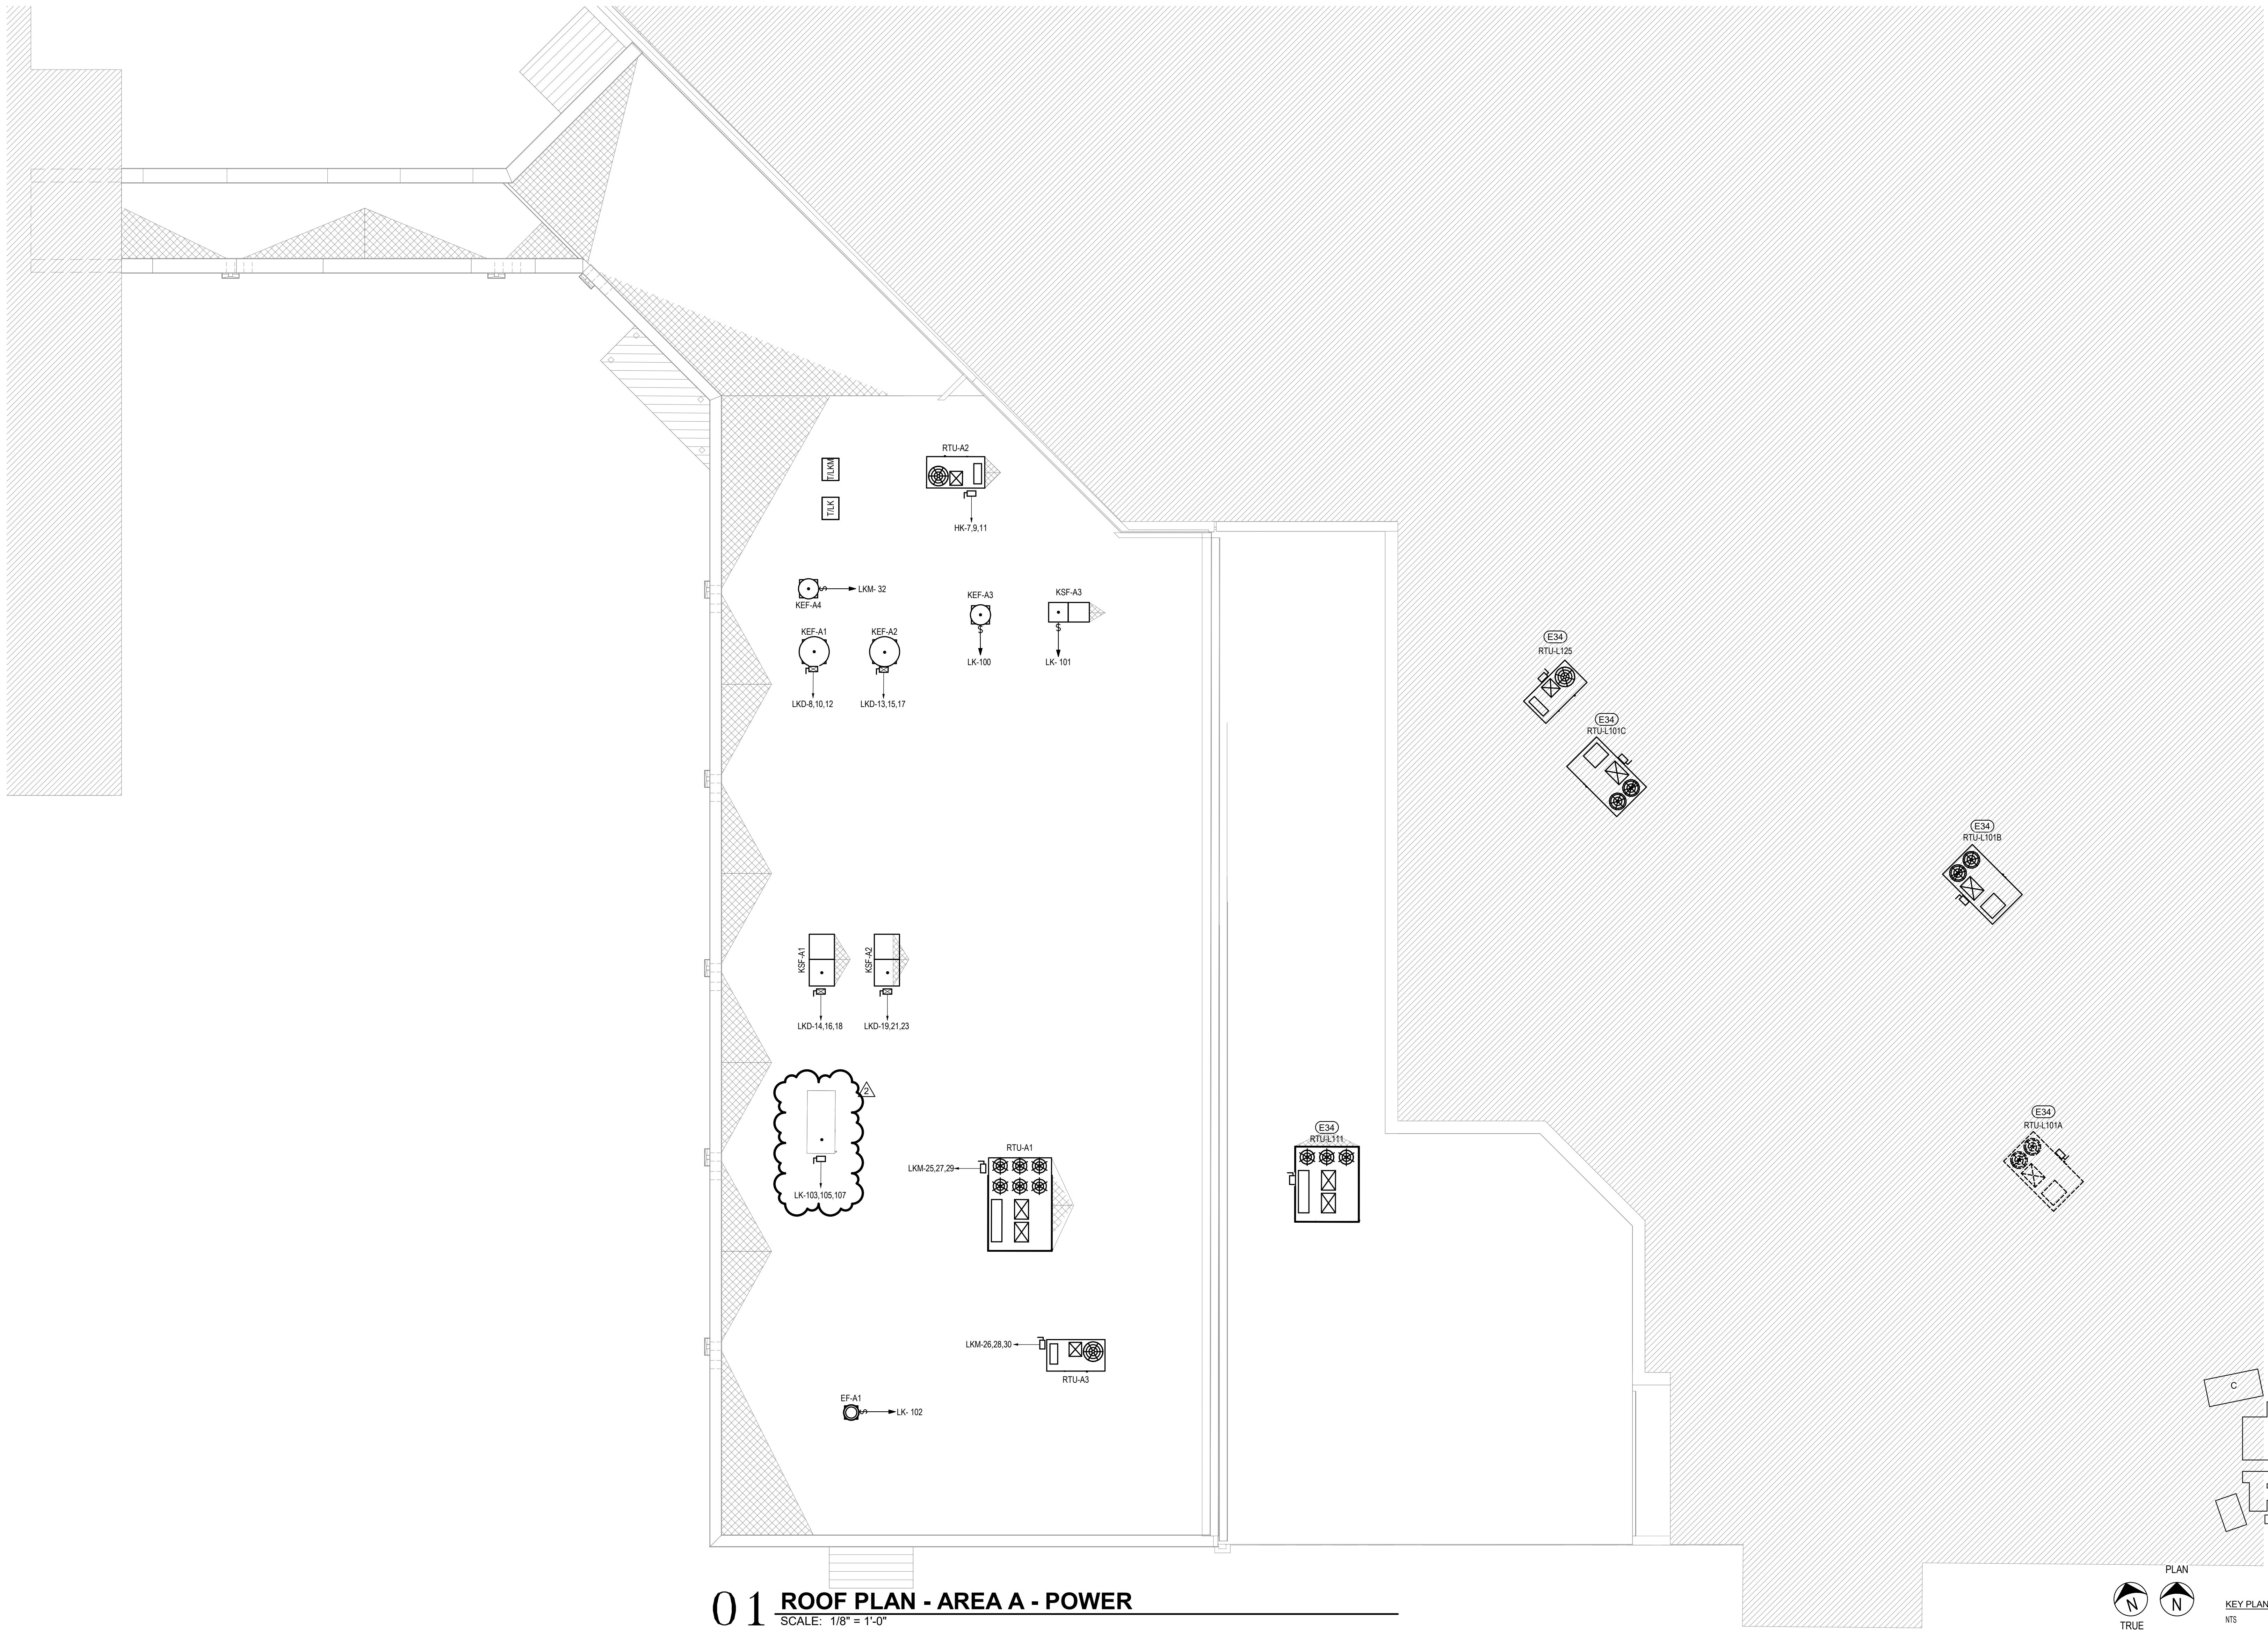 RTU-A2
T/LKM
T/LK
HK-7,9,11
LKM- 32
KEF-A4
KEF-A3
KSF-A3
KEF-A1
KEF-A2
LK-100
LK- 101
LKD-8,10,12
LKD-13,15,17
E34
RTU-L125
E34
RTU-L101C
E34
RTU-L101B
KSF-A1
KSF-A2
LKD-14,16,18
LKD-19,21,23
2
LK-103,105,107
RTU-A1
LKM-25,27,29
E34
RTU-L111
E34
RTU-L101A
LKM-26,28,30
RTU-A3
EF-A1
LK- 102
C
01 ROOF PLAN - AREA A - POWER
SCALE: 1/8" = 1'-0"
PLAN
N
N
TRUE
KEY PLAN
NTS